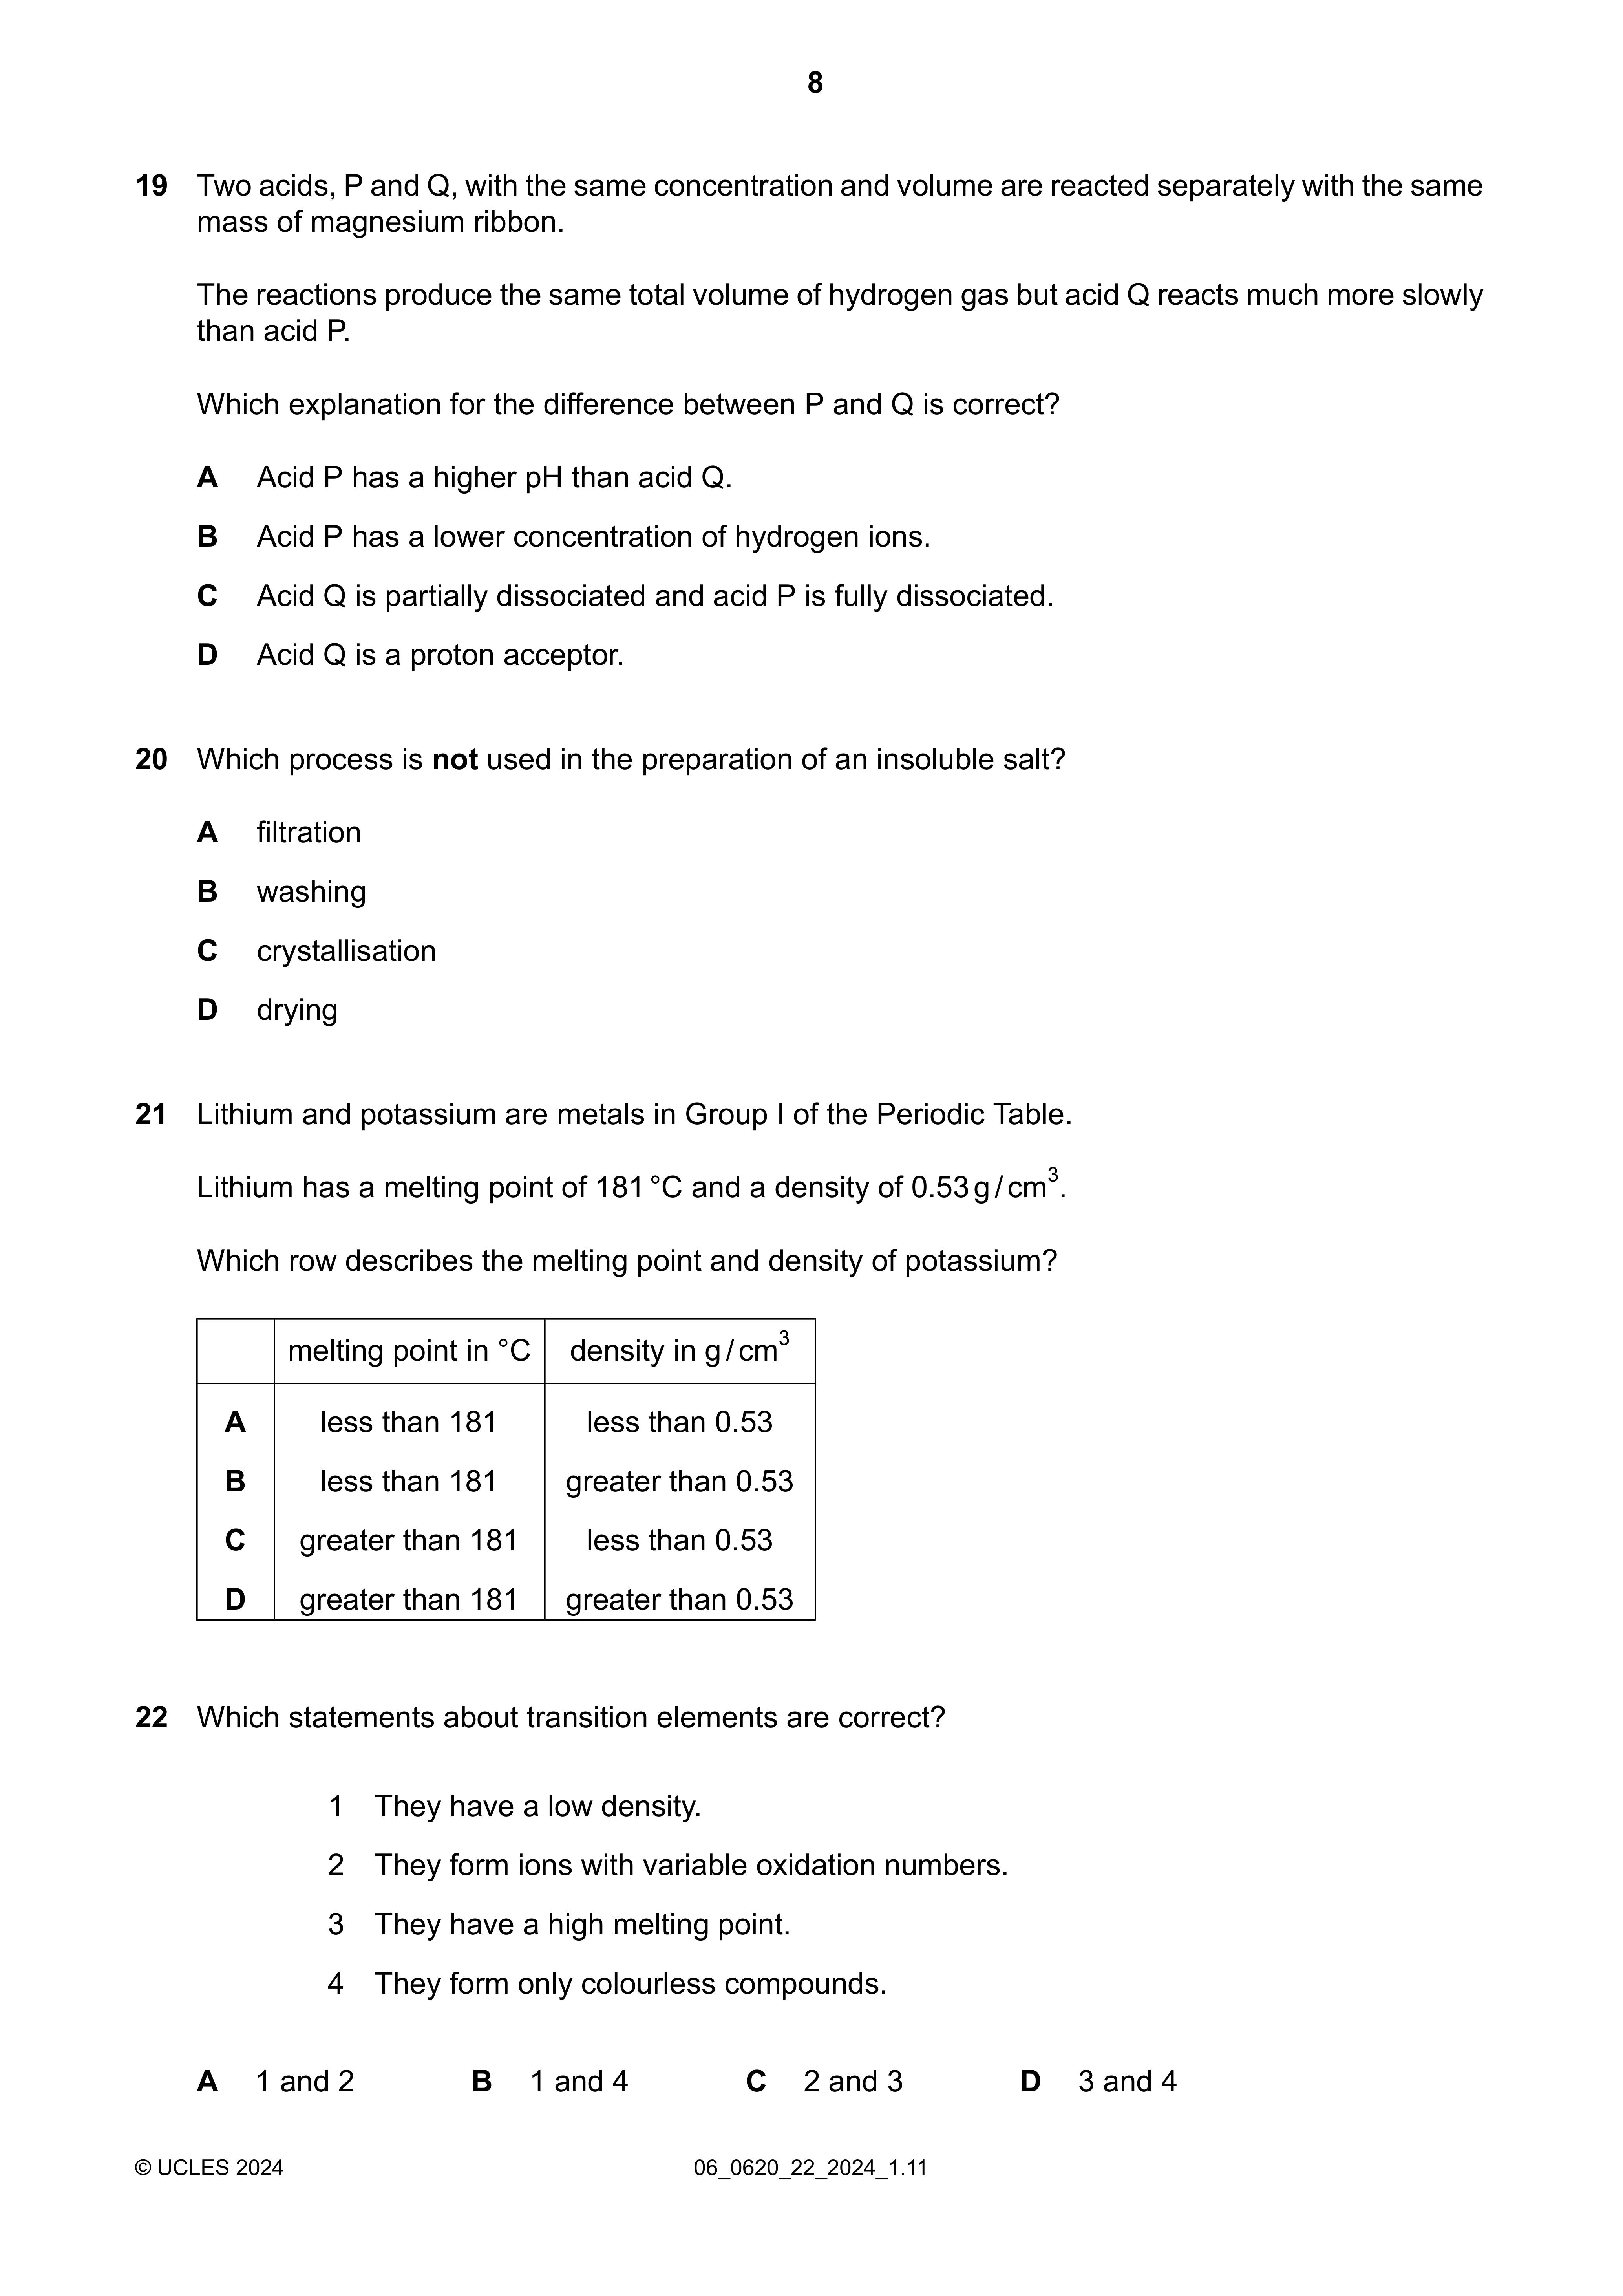 8
19 Two acids, P and Q, with the same concentration and volume are reacted separately with the same
mass of magnesium ribbon.
The reactions produce the same total volume of hydrogen gas but acid Q reacts much more slowly
than acid P.
Which explanation for the difference between P and Q is correct?
A Acid P has a higher pH than acid Q.
B Acid P has a lower concentration of hydrogen ions.
C Acid Q is partially dissociated and acid P is fully dissociated.
D Acid Q is a proton acceptor.
20 Which process is not used in the preparation of an insoluble salt?
A filtration
B washing
C crystallisation
D drying
21 Lithium and potassium are metals in Group I of the Periodic Table.
Lithium has a melting point of 181 °C and a density of 0.53 g / cm³.
Which row describes the melting point and density of potassium?
melting point in °C density in g / cm³
A less than 181 less than 0.53
B less than 181 greater than 0.53
C greater than 181 less than 0.53
D greater than 181 greater than 0.53
22 Which statements about transition elements are correct?
1 They have a low density.
2 They form ions with variable oxidation numbers.
3 They have a high melting point.
4 They form only colourless compounds.
A 1 and 2 B 1 and 4 C 2 and 3 D 3 and 4
© UCLES 2024 06_0620_22_2024_1.11